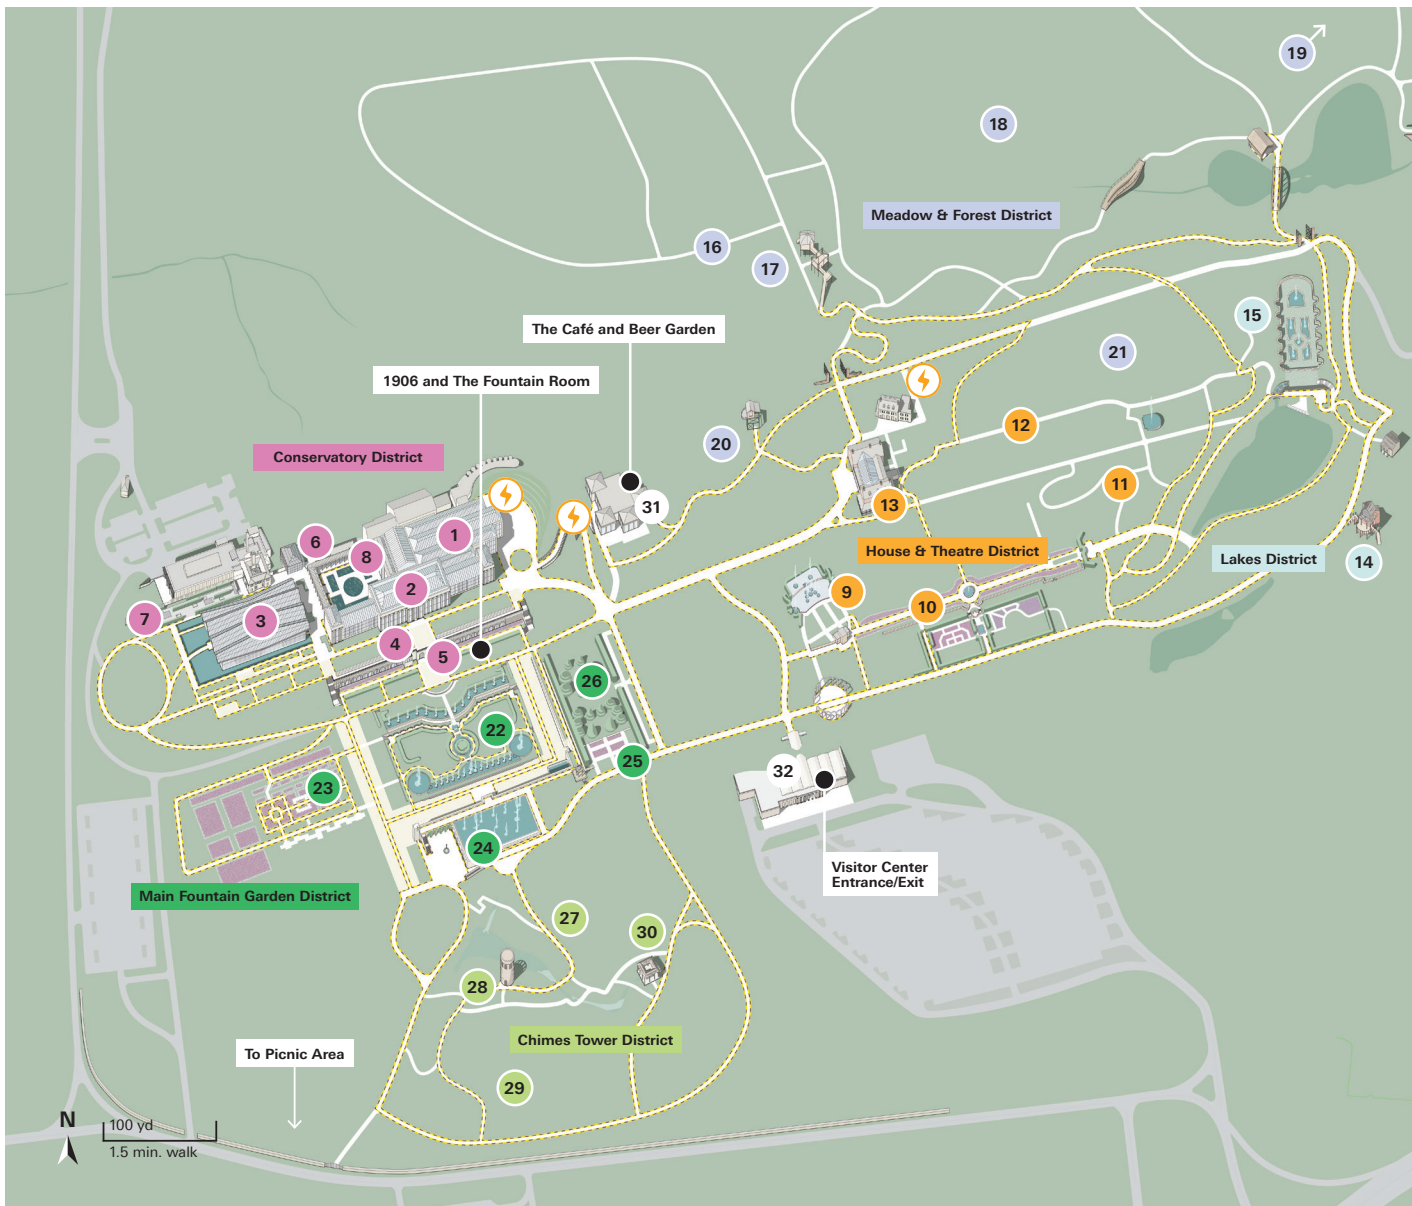 19
18
Meadow & Forest District
16
17
15
The Café and Beer Garden
21
1906 and The Fountain Room
12
20
Conservatory District
11
13
31
1
6
8
House & Theatre District
Lakes District
14
2
9
10
7
3
4
5
26
22
25
32
23
24
Visitor Center
Entrance/Exit
Main Fountain Garden District
27
30
28
Chimes Tower District
To Picnic Area
29
N
100 yd
1.5 min. walk